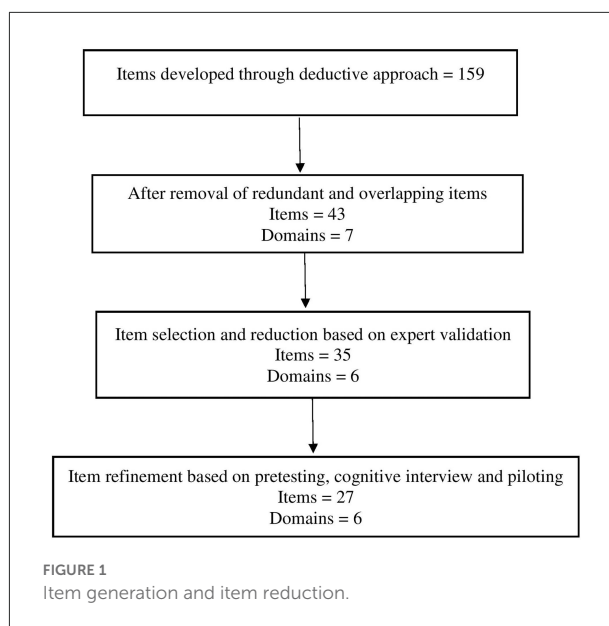 Items developed through deductive approach = 159
After removal of redundant and overlapping items
Items = 43
Domains = 7
Item selection and reduction based on expert validation
Items = 35
Domains = 6
Item refinement based on pretesting, cognitive interview and piloting
Items = 27
Domains = 6
FIGURE 1
Item generation and item reduction.